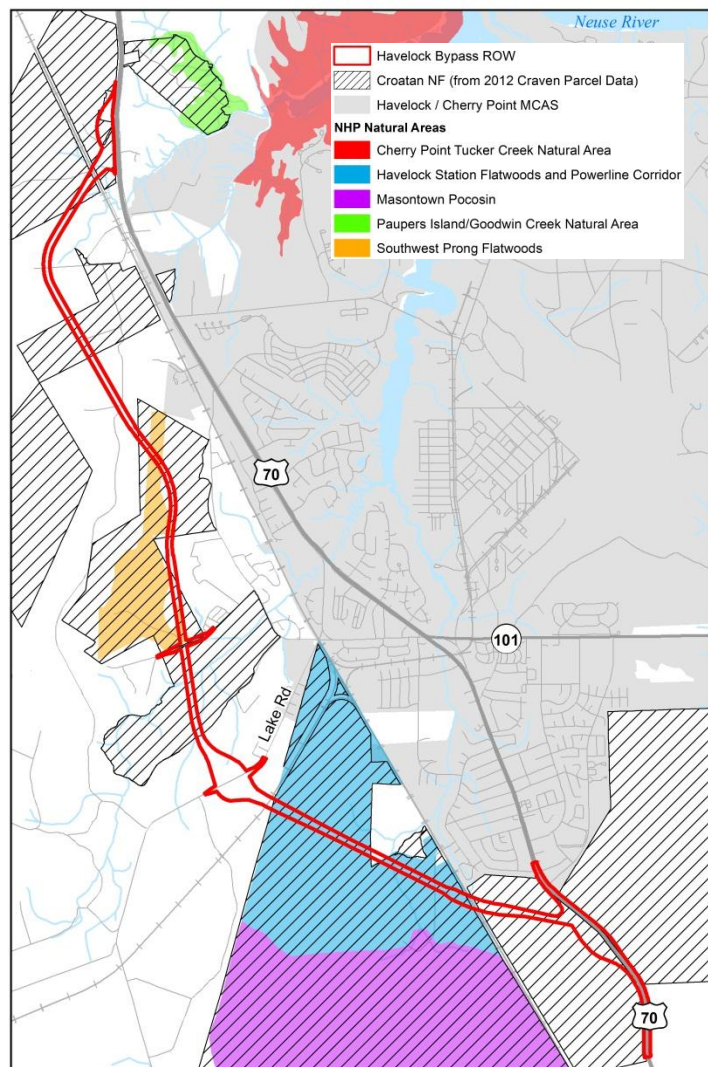 Neuse River
Havelock Bypass ROW
Croatan NF (from 2012 Craven Parcel Data)
Havelock / Cherry Point MCAS
NHP Natural Areas
Cherry Point Tucker Creek Natural Area
Havelock Station Flatwoods and Powerline Corridor
Masontown Pocosin
Paupers Island/Goodwin Creek Natural Area
Southwest Prong Flatwoods
70
101
Lake Rd
70